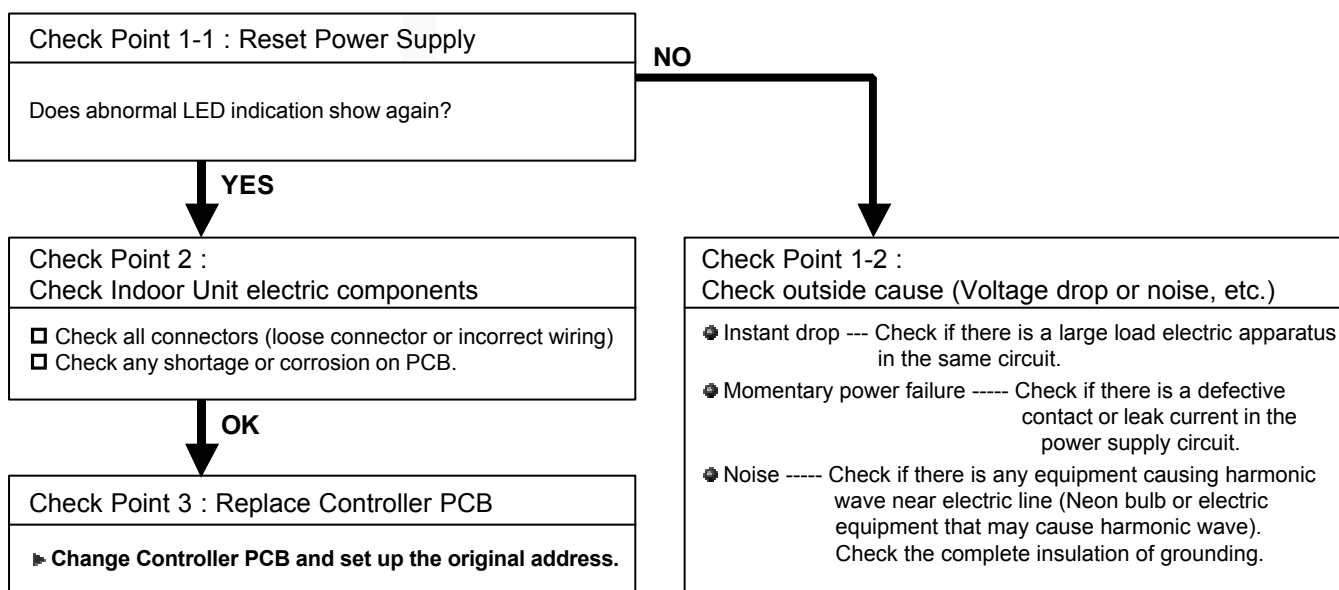 Check Point 1-1 : Reset Power Supply
Does abnormal LED indication show again?
NO
YES
Check Point 2 :
Check Indoor Unit electric components
Check all connectors (loose connector or incorrect wiring)
Check any shortage or corrosion on PCB.
OK
Check Point 3 : Replace Controller PCB
Change Controller PCB and set up the original address.
Check Point 1-2 :
Check outside cause (Voltage drop or noise, etc.)
Instant drop --- Check if there is a large load electric apparatus
in the same circuit.
Momentary power failure ----- Check if there is a defective
contact or leak current in the
power supply circuit.
Noise ----- Check if there is any equipment causing harmonic
wave near electric line (Neon bulb or electric
equipment that may cause harmonic wave).
Check the complete insulation of grounding.